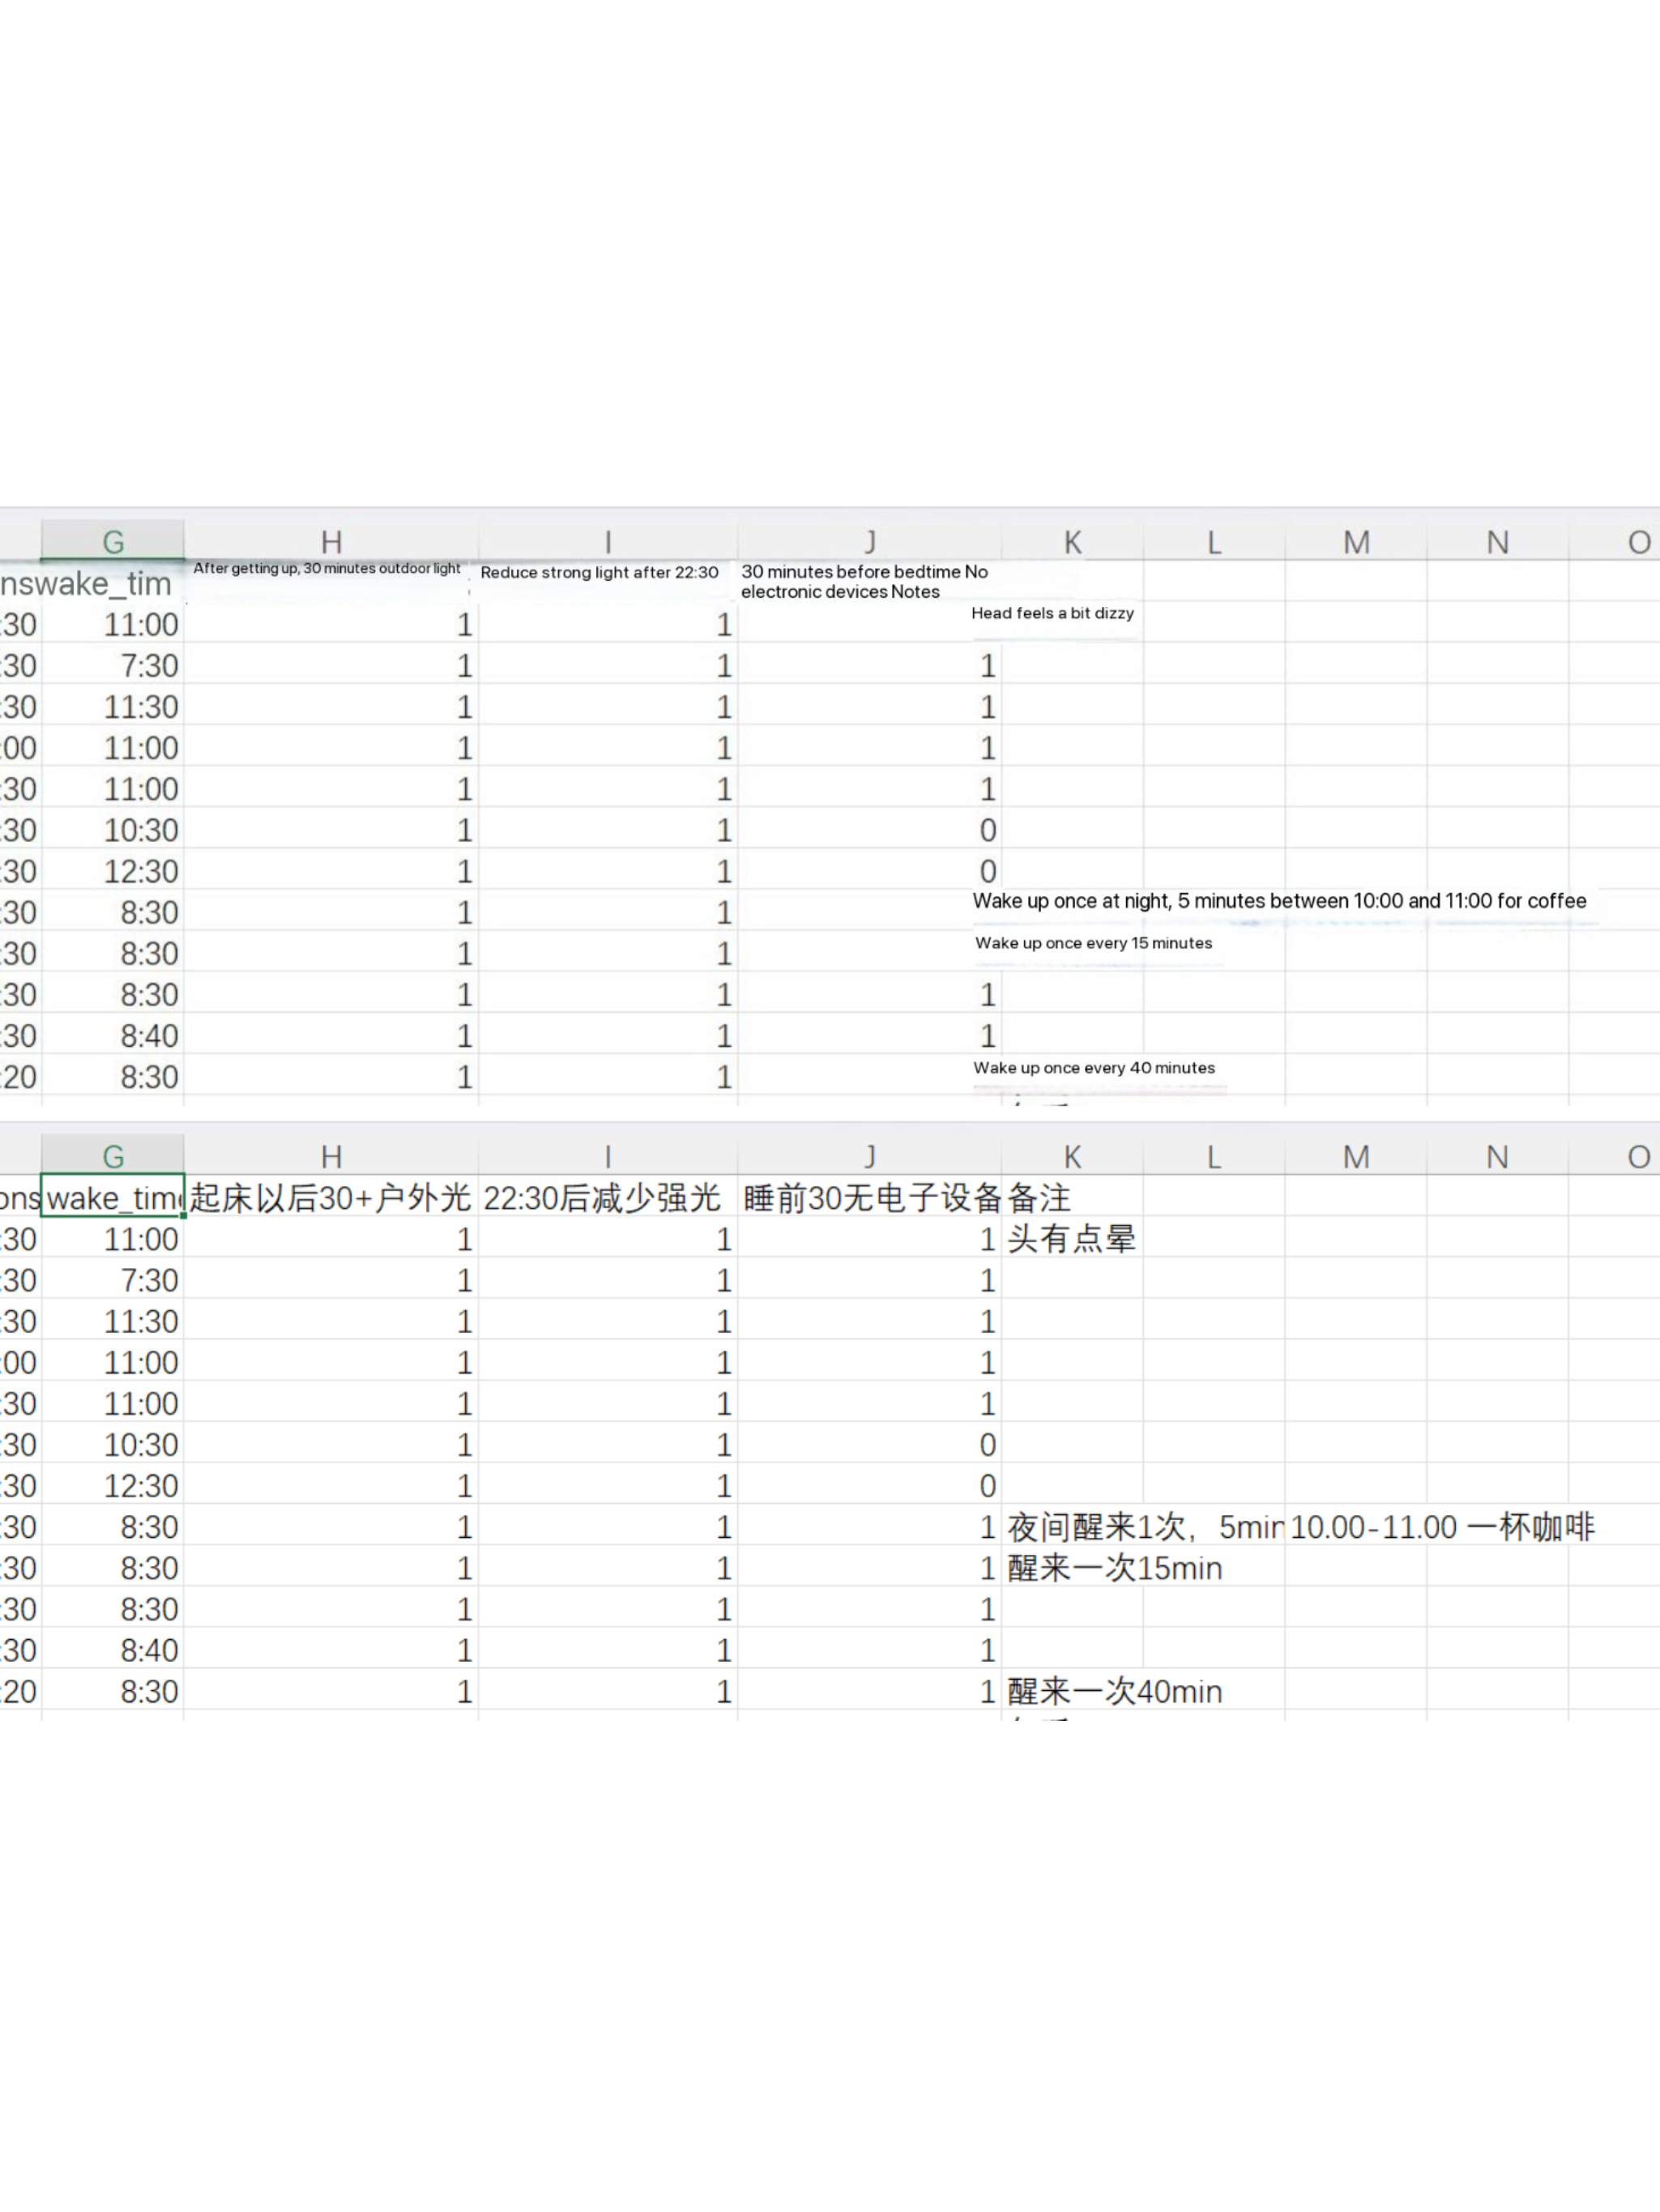 G H I J K L M N O
nswake_tim After getting up, 30 minutes outdoor light Reduce strong light after 22:30 30 minutes before bedtime No
electronic devices Notes
:30 11:00 1 1 Head feels a bit dizzy
:30 7:30 1 1 1
:30 11:30 1 1 1
:00 11:00 1 1 1
:30 11:00 1 1 1
:30 10:30 1 1 0
:30 12:30 1 1 0
:30 8:30 1 1 Wake up once at night, 5 minutes between 10:00 and 11:00 for coffee
:30 8:30 1 1 Wake up once every 15 minutes
:30 8:30 1 1 1
:30 8:40 1 1 1
:20 8:30 1 1 Wake up once every 40 minutes
G H I J K L M N O
ons wake_time 起床以后30+户外光 22:30后减少强光 睡前30无电子设备 备注
:30 11:00 1 1 1 头有点晕
:30 7:30 1 1 1
:30 11:30 1 1 1
:00 11:00 1 1 1
:30 11:00 1 1 1
:30 10:30 1 1 0
:30 12:30 1 1 0
:30 8:30 1 1 1 夜间醒来1次，5min 10.00-11.00 一杯咖啡
:30 8:30 1 1 1 醒来一次15min
:30 8:30 1 1 1
:30 8:40 1 1 1
:20 8:30 1 1 1 醒来一次40min